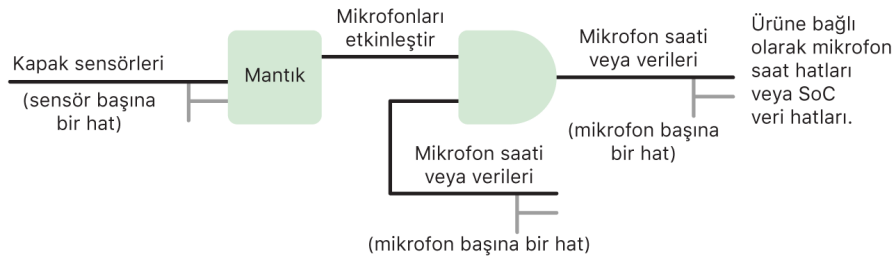 Kapak sensörleri
(sensör başına
bir hat)
Mantık
Mikrofonları
etkinleştir
Mikrofon saati
veya verileri
(mikrofon başına bir hat)
Mikrofon saati
veya verileri
(mikrofon başına
bir hat)
Ürüne bağlı
olarak mikrofon
saat hatları
veya SoC
veri hatları.